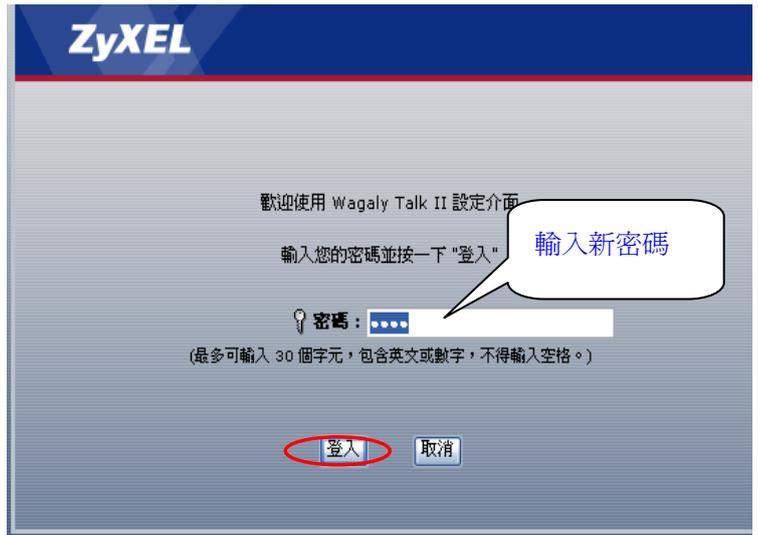 ZyXEL
歡迎使用 Wagaly Talk II 設定介面
輸入您的密碼並按一下 "登入"
輸入新密碼
密碼：
(最多可輸入 30 個字元，包含英文或數字，不得輸入空格。)
登入 取消